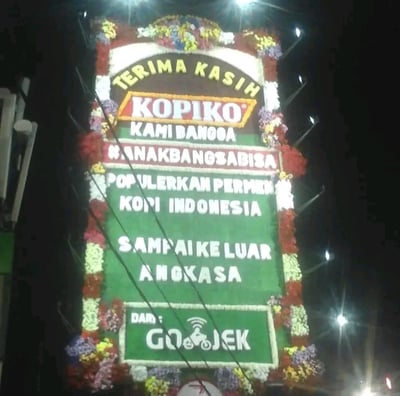 TERIMA KASIH
KOPIKO
KAMI BANGGA
#ANAKBANGSABISA
POPULERKAN PERMEN
KOPI INDONESIA
SAMPAI KE LUAR
ANGKASA
DARI :
GOJEK